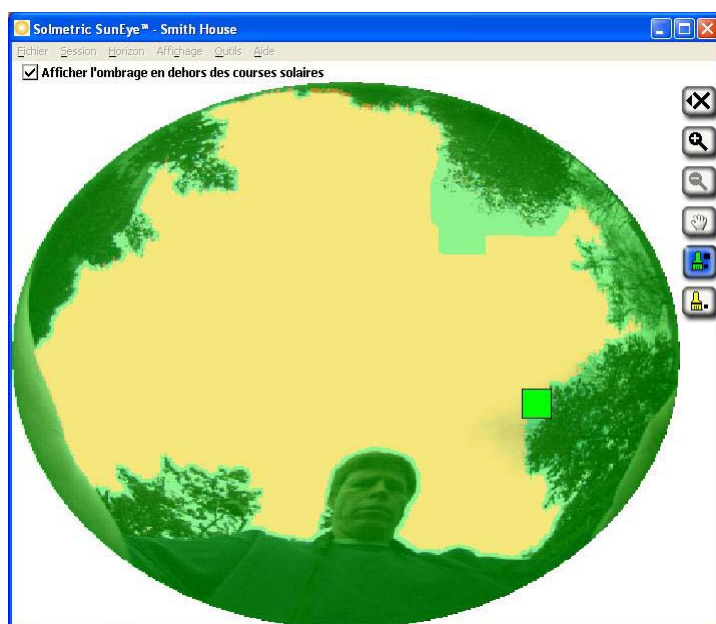 Solmetric SunEye™ - Smith House
Fichier Session Horizon Affichage Outils Aide
Afficher l'ombrage en dehors des courses solaires